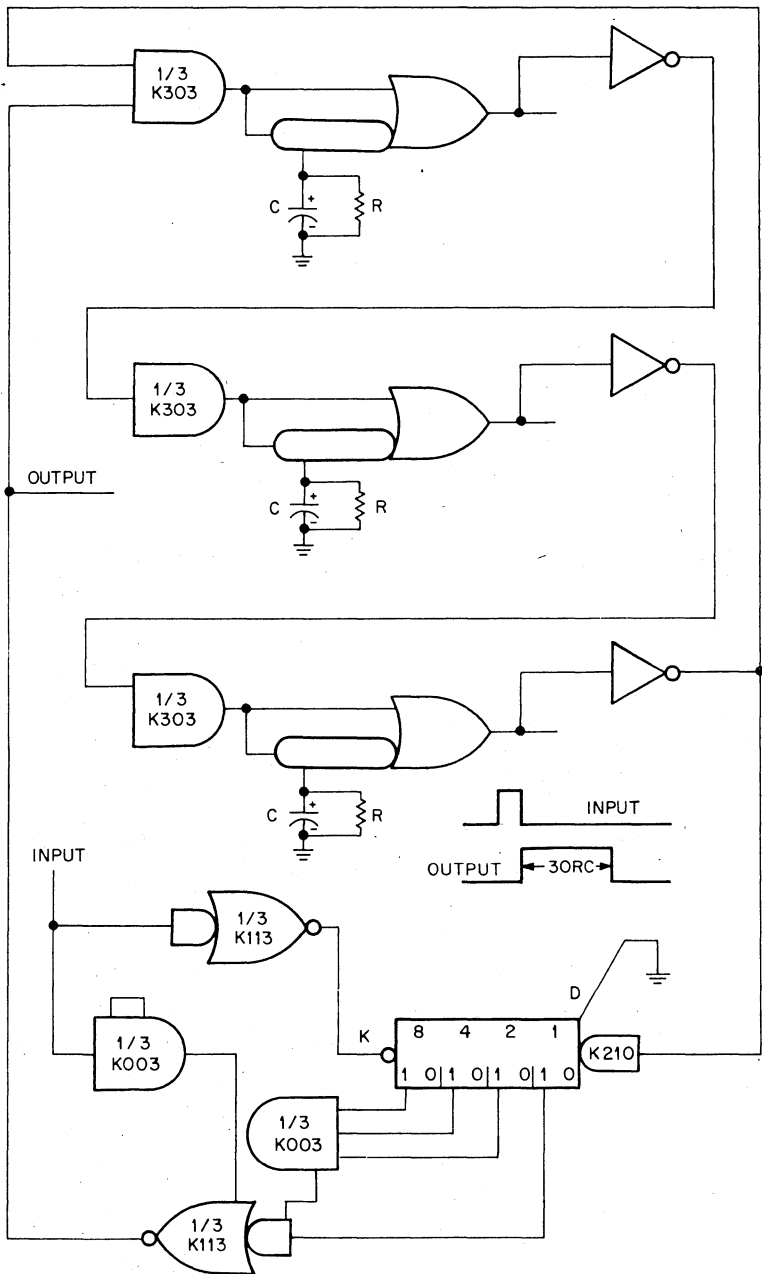 1/3
K303
C
+
-
R
1/3
K303
OUTPUT
C
+
-
R
1/3
K303
C
+
-
R
INPUT
INPUT
OUTPUT
30RC
1/3
K113
D
K
8 4 2 1
K210
1 0 1 0 1 0 1 0
1/3
K003
1/3
K003
1/3
K113